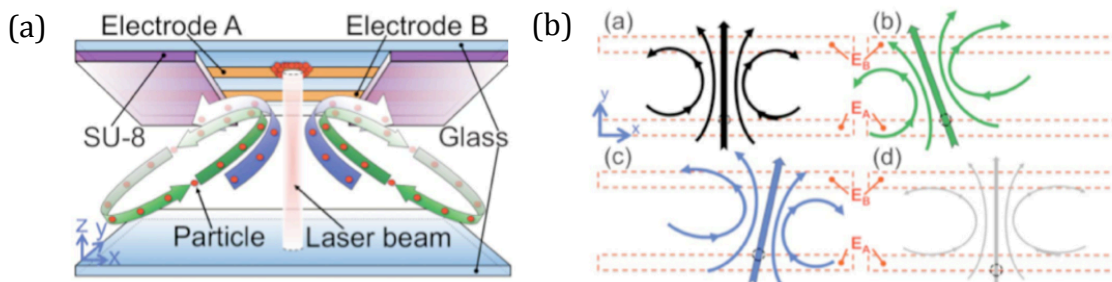 (a)
Electrode A
Electrode B
SU-8
Glass
Particle
Laser beam
z
y
x
(b)
(a)
(b)
E_B
E_A
y
x
(c)
(d)
E_B
E_A